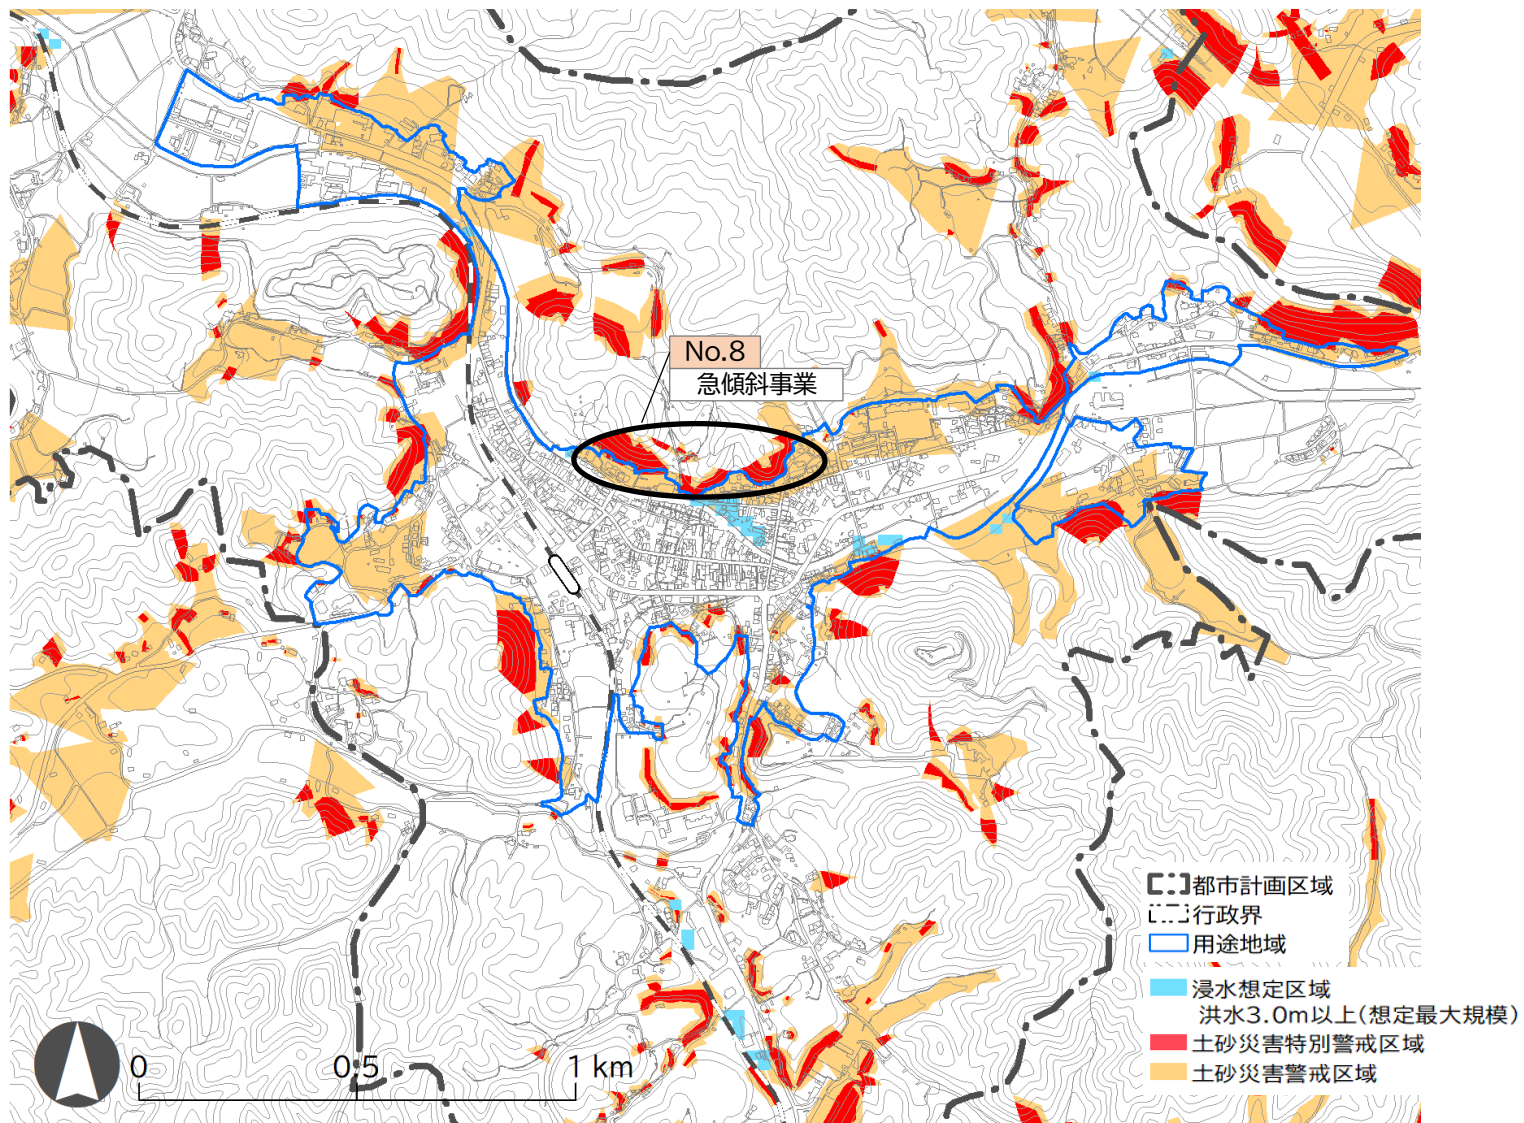 No.8
急傾斜事業
都市計画区域
行政界
用途地域
浸水想定区域
洪水3.0m以上(想定最大規模)
土砂災害特別警戒区域
土砂災害警戒区域
0 0.5 1 km